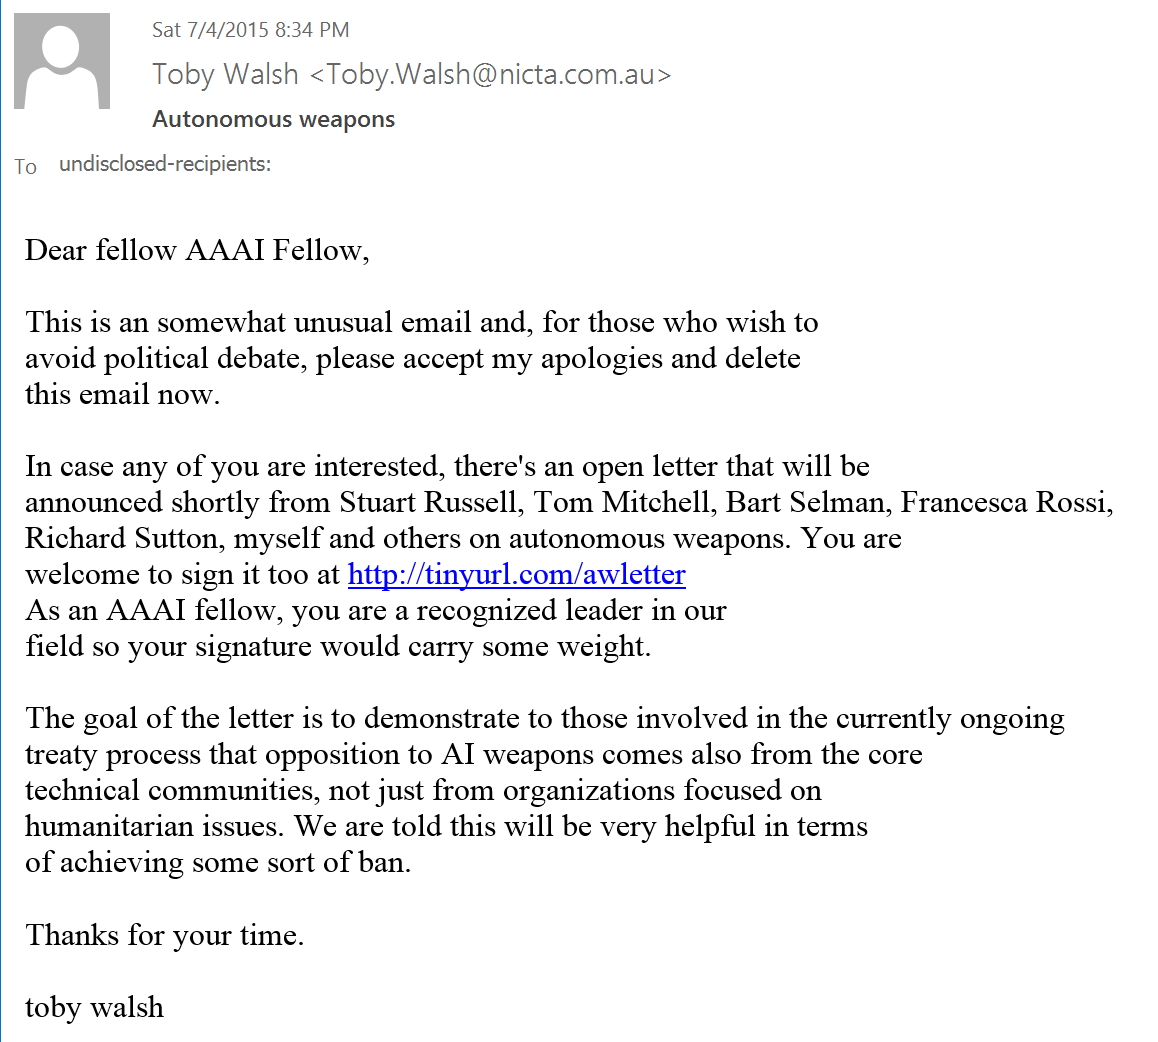 Sat 7/4/2015 8:34 PM
Toby Walsh <Toby.Walsh@nicta.com.au>
Autonomous weapons
To undisclosed-recipients:
Dear fellow AAAI Fellow,
This is an somewhat unusual email and, for those who wish to
avoid political debate, please accept my apologies and delete
this email now.
In case any of you are interested, there's an open letter that will be
announced shortly from Stuart Russell, Tom Mitchell, Bart Selman, Francesca Rossi,
Richard Sutton, myself and others on autonomous weapons. You are
welcome to sign it too at http://tinyurl.com/awletter
As an AAAI fellow, you are a recognized leader in our
field so your signature would carry some weight.
The goal of the letter is to demonstrate to those involved in the currently ongoing
treaty process that opposition to AI weapons comes also from the core
technical communities, not just from organizations focused on
humanitarian issues. We are told this will be very helpful in terms
of achieving some sort of ban.
Thanks for your time.
toby walsh